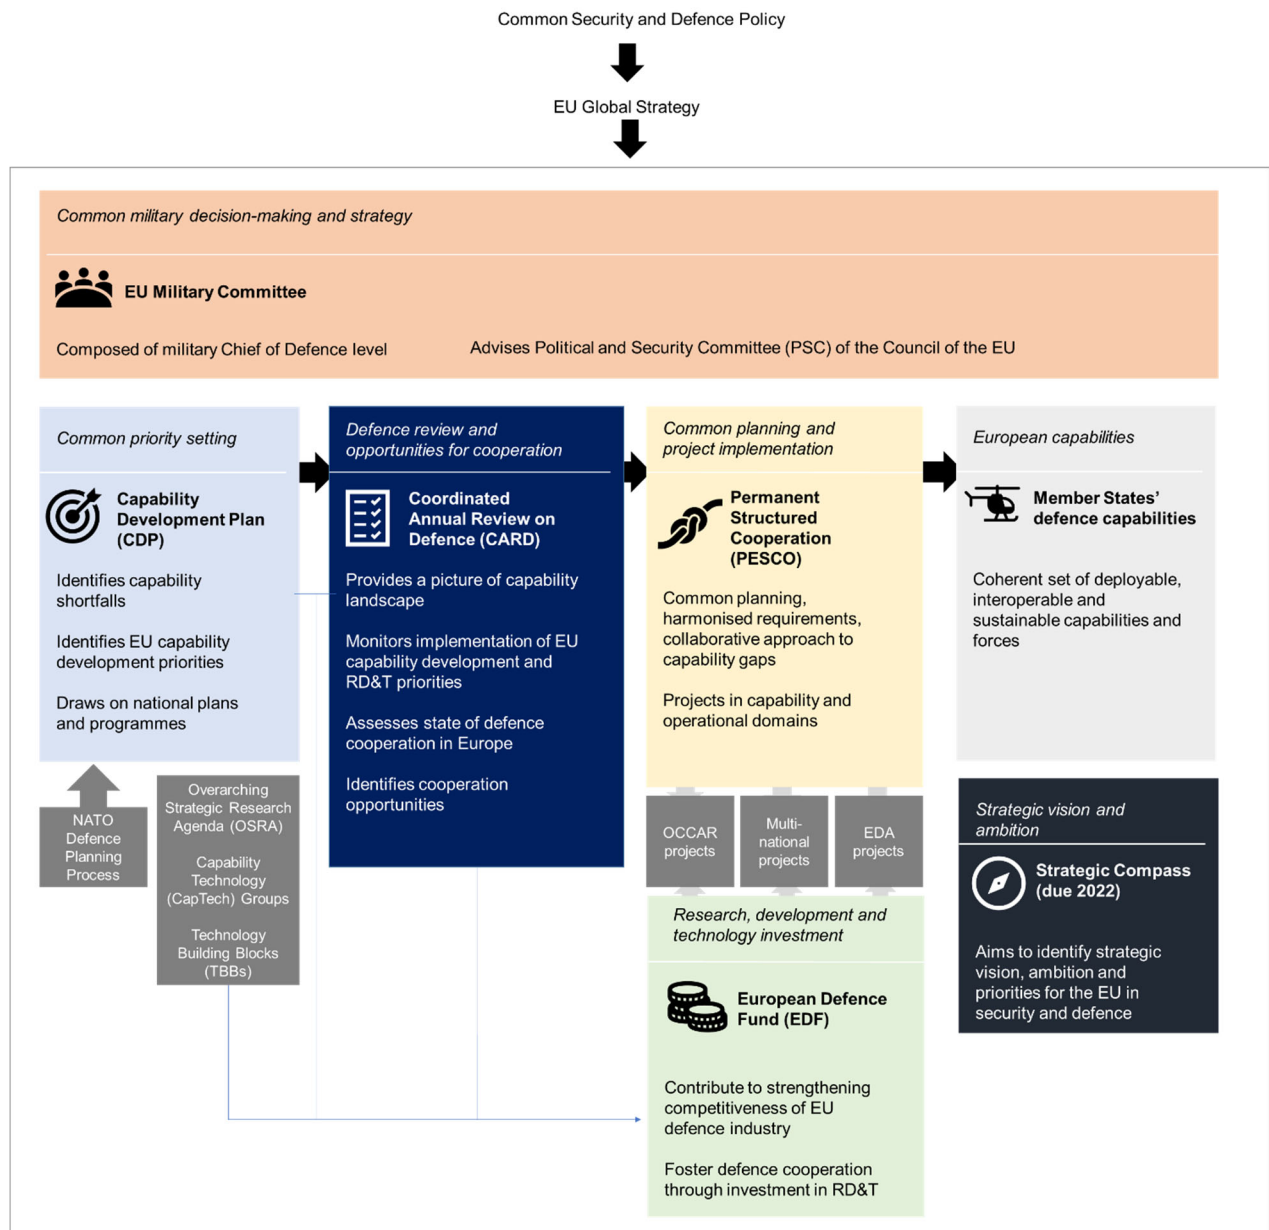 Common Security and Defence Policy
EU Global Strategy
Common military decision-making and strategy
EU Military Committee
Composed of military Chief of Defence level
Advises Political and Security Committee (PSC) of the Council of the EU
Common priority setting
Capability
Development Plan
(CDP)
Identifies capability
shortfalls
Identifies EU capability
development priorities
Draws on national plans
and programmes
NATO
Defence
Planning
Process
Overarching
Strategic Research
Agenda (OSRA)
Capability
Technology
(CapTech) Groups
Technology
Building Blocks
(TBBs)
Defence review and
opportunities for cooperation
Coordinated
Annual Review on
Defence (CARD)
Provides a picture of capability
landscape
Monitors implementation of EU
capability development and
RD&T priorities
Assesses state of defence
cooperation in Europe
Identifies cooperation
opportunities
Common planning and
project implementation
Permanent
Structured
Cooperation
(PESCO)
Common planning,
harmonised requirements,
collaborative approach to
capability gaps
Projects in capability and
operational domains
OCCAR
projects
Multi-
national
projects
EDA
projects
Research, development and
technology investment
European Defence
Fund (EDF)
Contribute to strengthening
competitiveness of EU
defence industry
Foster defence cooperation
through investment in RD&T
European capabilities
Member States’
defence capabilities
Coherent set of deployable,
interoperable and
sustainable capabilities and
forces
Strategic vision and
ambition
Strategic Compass
(due 2022)
Aims to identify strategic
vision, ambition and
priorities for the EU in
security and defence